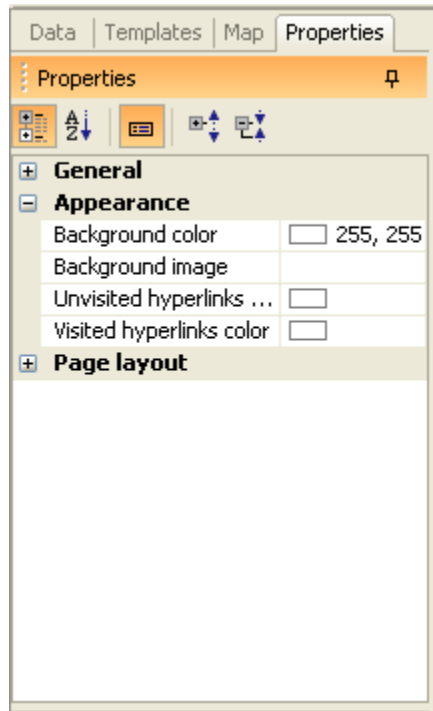 Data Templates Map Properties
Properties
General
Appearance
Background color 255, 255
Background image
Unvisited hyperlinks ...
Visited hyperlinks color
Page layout